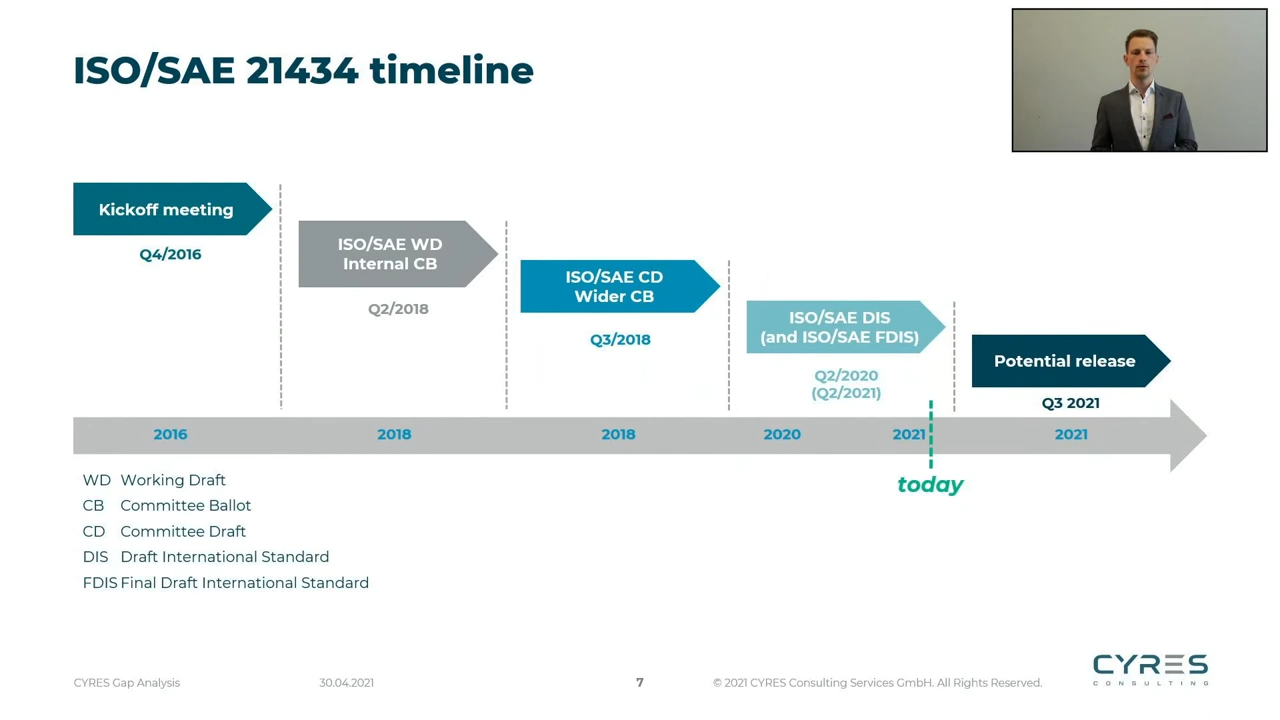 ISO/SAE 21434 timeline
Kickoff meeting
Q4/2016
ISO/SAE WD
Internal CB
Q2/2018
ISO/SAE CD
Wider CB
Q3/2018
ISO/SAE DIS
(and ISO/SAE FDIS)
Q2/2020
(Q2/2021)
Potential release
Q3 2021
2016 2018 2018 2020 2021 2021
today
WD Working Draft
CB Committee Ballot
CD Committee Draft
DIS Draft International Standard
FDIS Final Draft International Standard
CYRES
CONSULTING
CYRES Gap Analysis 30.04.2021 7 © 2021 CYRES Consulting Services GmbH. All Rights Reserved.